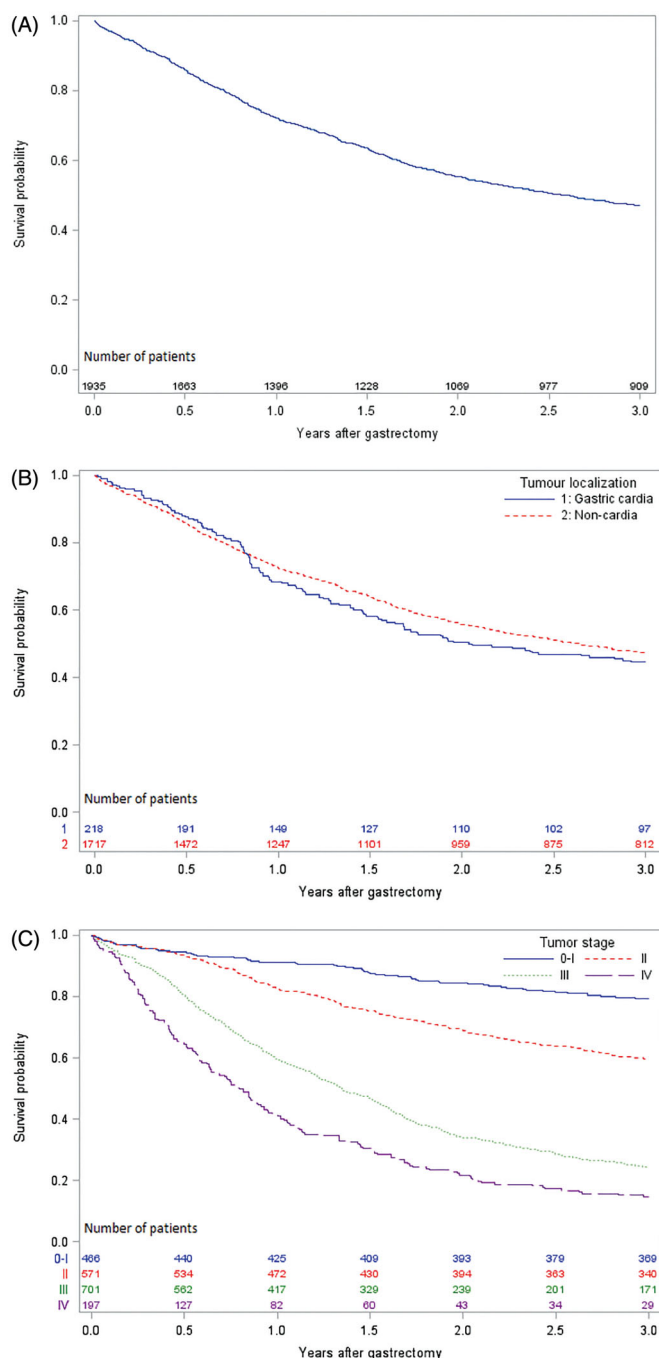 (A)
1.0
0.8
0.6
0.4
0.2
0.0
Survival probability
Number of patients
1935 1663 1396 1228 1069 977 909
0.0 0.5 1.0 1.5 2.0 2.5 3.0
Years after gastrectomy
(B)
Tumour localization
1: Gastric cardia
2: Non-cardia
1.0
0.8
0.6
0.4
0.2
0.0
Survival probability
Number of patients
1 218 191 149 127 110 102 97
2 1717 1472 1247 1101 959 875 812
0.0 0.5 1.0 1.5 2.0 2.5 3.0
Years after gastrectomy
(C)
Tumor stage
0-I II
III IV
1.0
0.8
0.6
0.4
0.2
0.0
Survival probability
Number of patients
0-I 466 440 425 409 393 379 369
II 571 534 472 430 394 363 340
III 701 562 417 329 239 201 171
IV 197 127 82 60 43 34 29
0.0 0.5 1.0 1.5 2.0 2.5 3.0
Years after gastrectomy